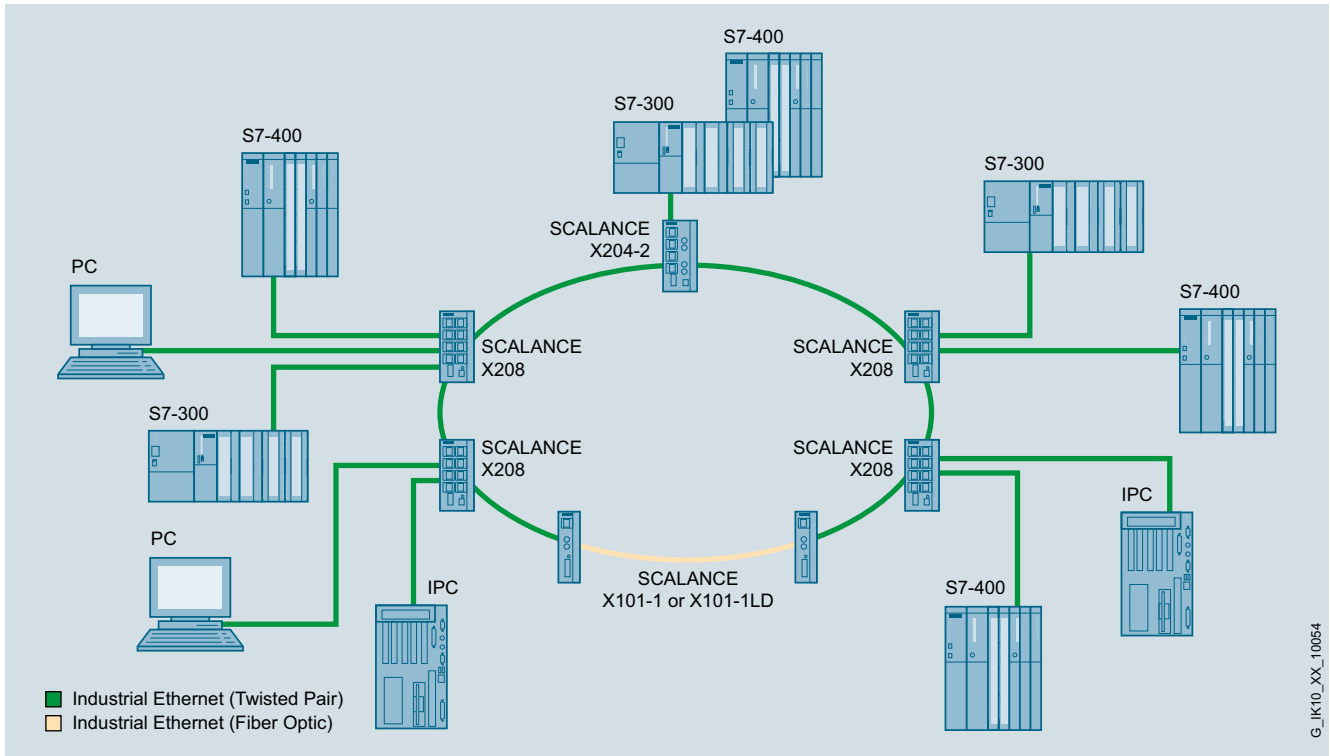 S7-400
S7-300
S7-400
S7-300
SCALANCE
X204-2
PC
S7-400
SCALANCE
X208
SCALANCE
X208
S7-300
SCALANCE
X208
SCALANCE
X208
IPC
PC
IPC
SCALANCE
X101-1 or X101-1LD
S7-400
Industrial Ethernet (Twisted Pair)
Industrial Ethernet (Fiber Optic)
G_IK10_XX_10054